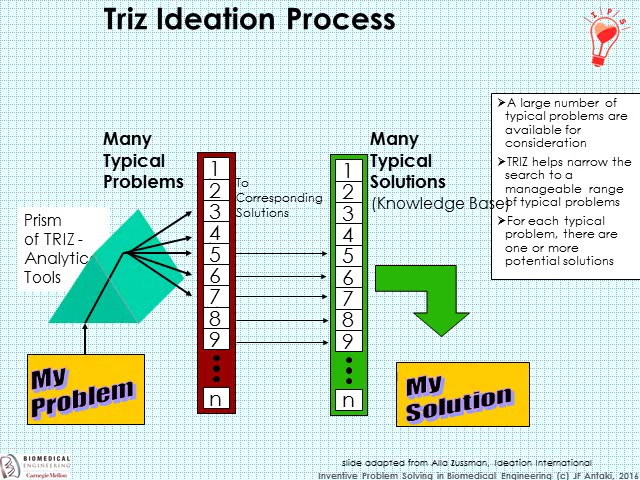 Triz Ideation Process
I P S
A large number of
typical problems are
available for
consideration
TRIZ helps narrow the
search to a
manageable range
of typical problems
For each typical
problem, there are
one or more
potential solutions
Many
Typical
Problems
Many
Typical
Solutions
(Knowledge Base)
To
Corresponding
Solutions
Prism
of TRIZ -
Analytic
Tools
1
2
3
4
5
6
7
8
9
n
1
2
3
4
5
6
7
8
9
n
My
Problem
My
Solution
BIOMEDICAL
ENGINEERING
Carnegie Mellon
slide adapted from Alla Zussman, Ideation International
Inventive Problem Solving in Biomedical Engineering (c) JF Antaki, 2016